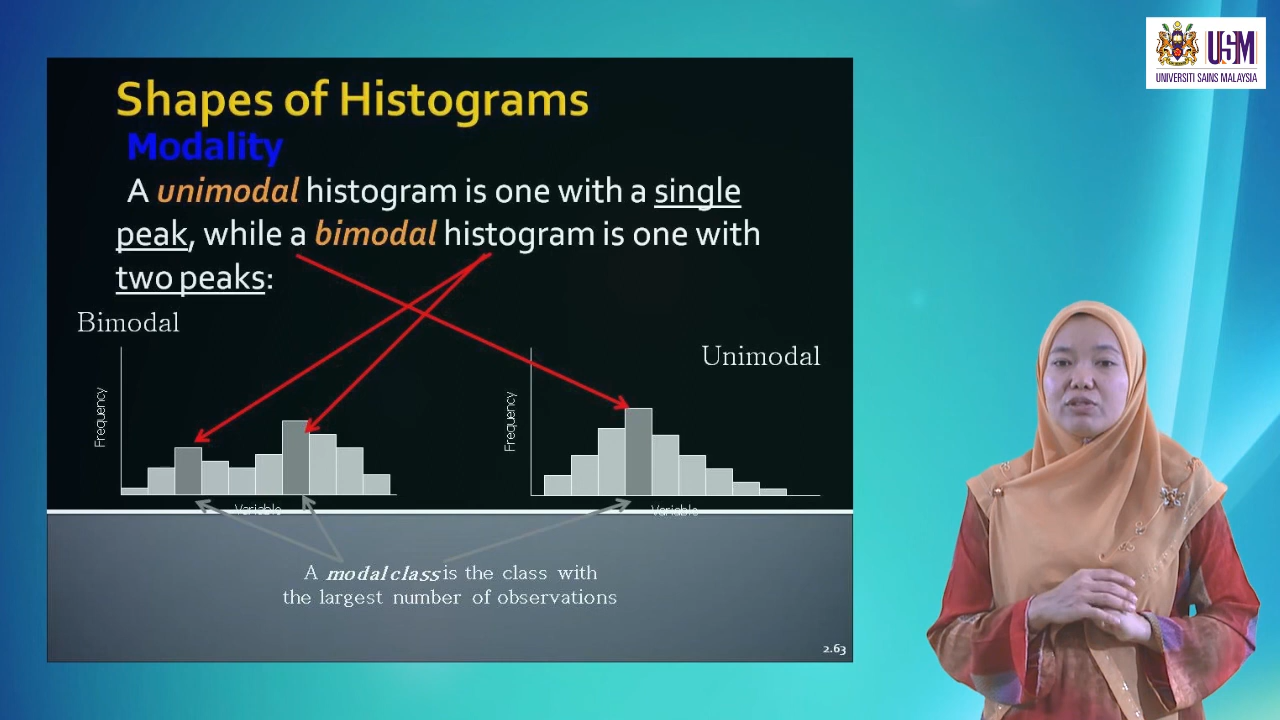 USM
UNIVERSITI SAINS MALAYSIA
Shapes of Histograms
Modality
A unimodal histogram is one with a single
peak, while a bimodal histogram is one with
two peaks:
Bimodal
Unimodal
Frequency
Frequency
Variable
Variable
A modal class is the class with
the largest number of observations
2.63